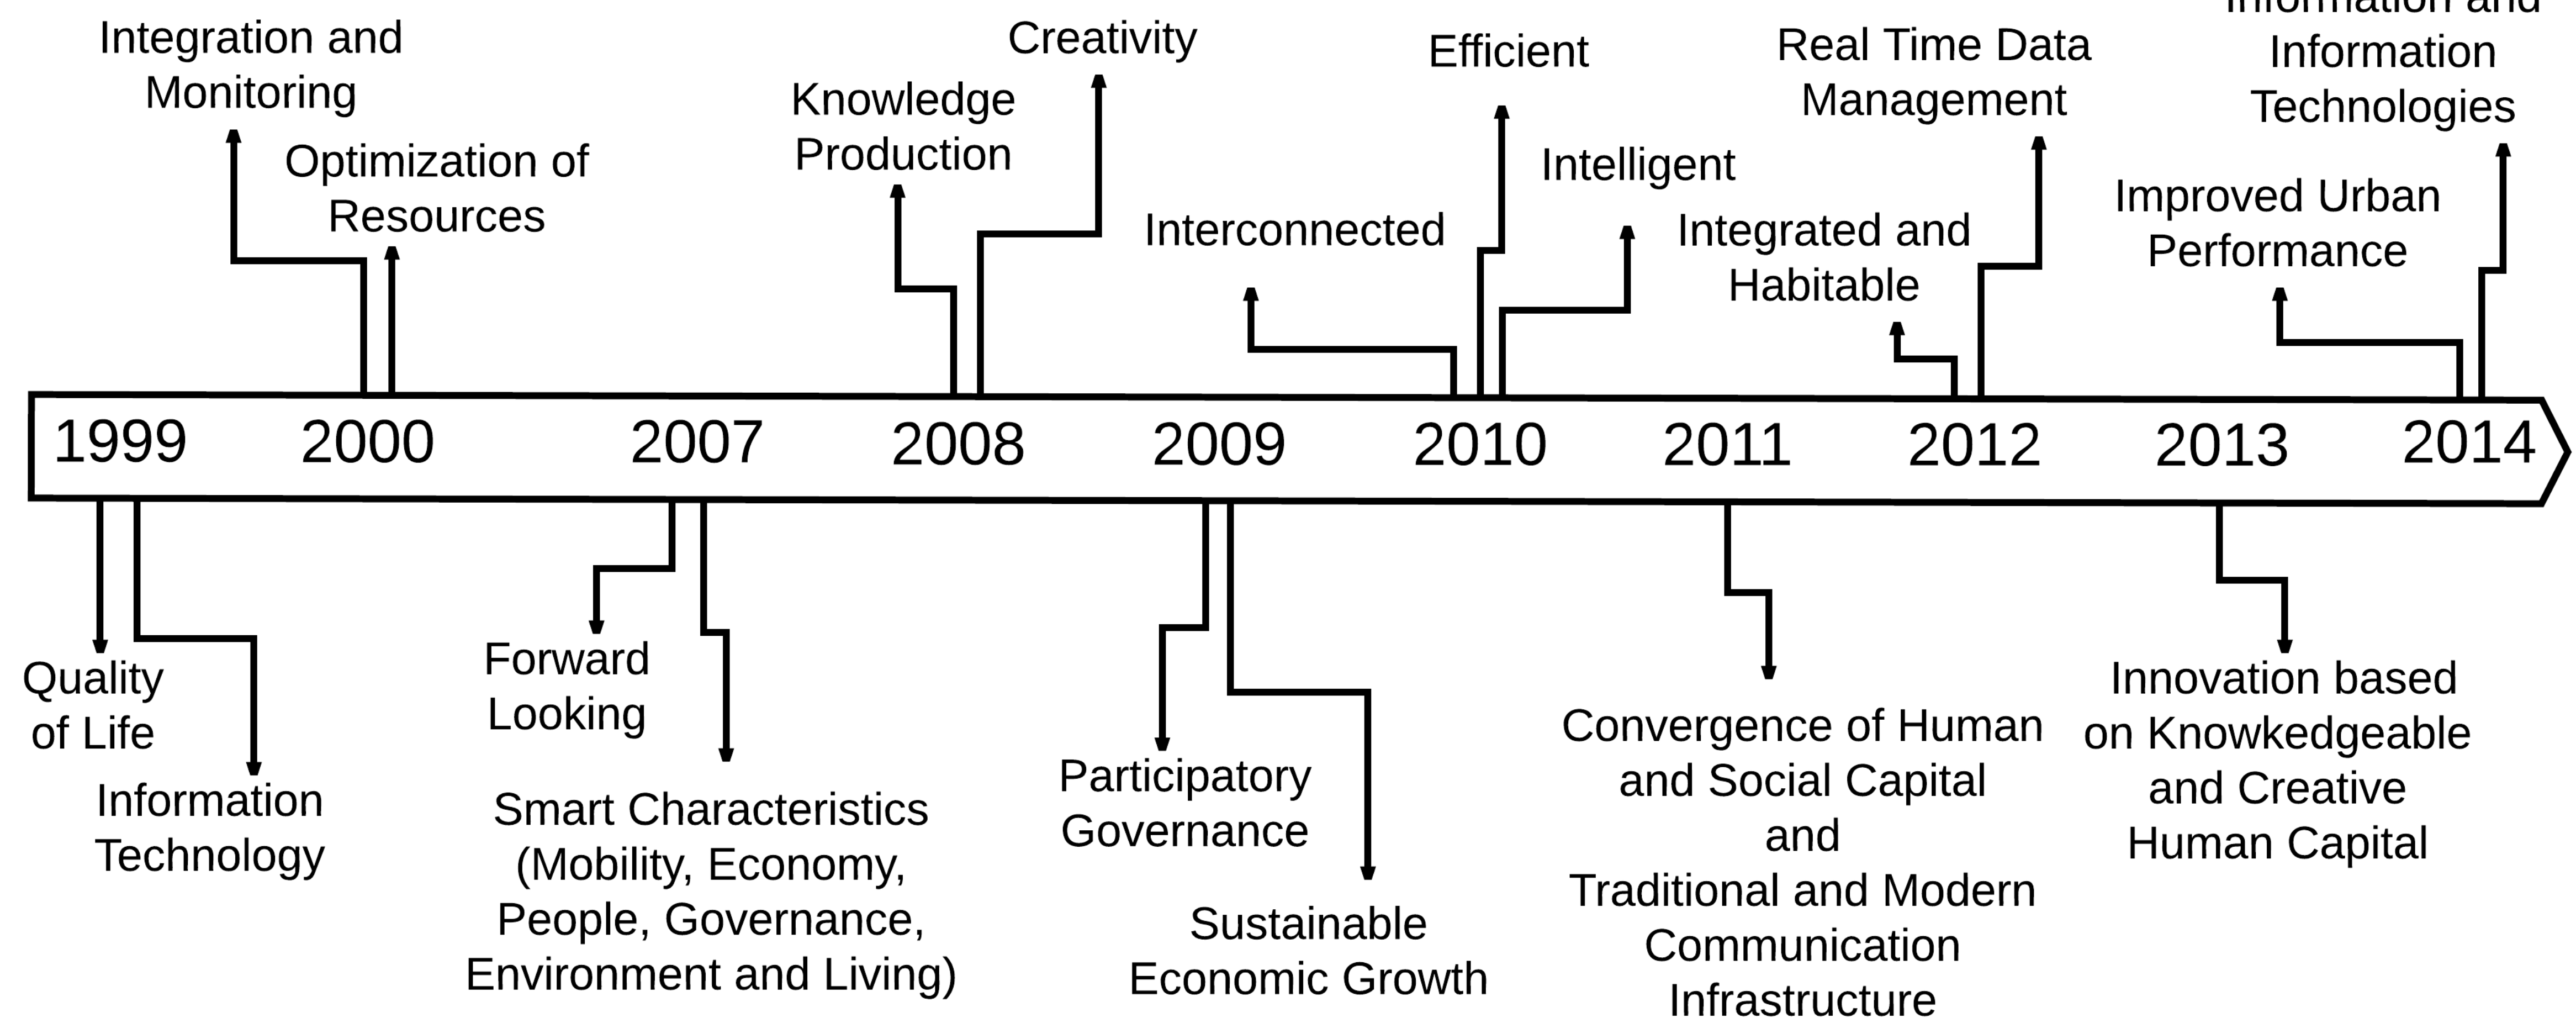 Integration and
Monitoring
Optimization of
Resources
Knowledge
Production
Creativity
Interconnected
Efficient
Intelligent
Integrated and
Habitable
Real Time Data
Management
Improved Urban
Performance
Information and
Information
Technologies
1999 2000 2007 2008 2009 2010 2011 2012 2013 2014
Quality
of Life
Information
Technology
Forward
Looking
Smart Characteristics
(Mobility, Economy,
People, Governance,
Environment and Living)
Participatory
Governance
Sustainable
Economic Growth
Convergence of Human
and Social Capital
and
Traditional and Modern
Communication
Infrastructure
Innovation based
on Knowkedgeable
and Creative
Human Capital